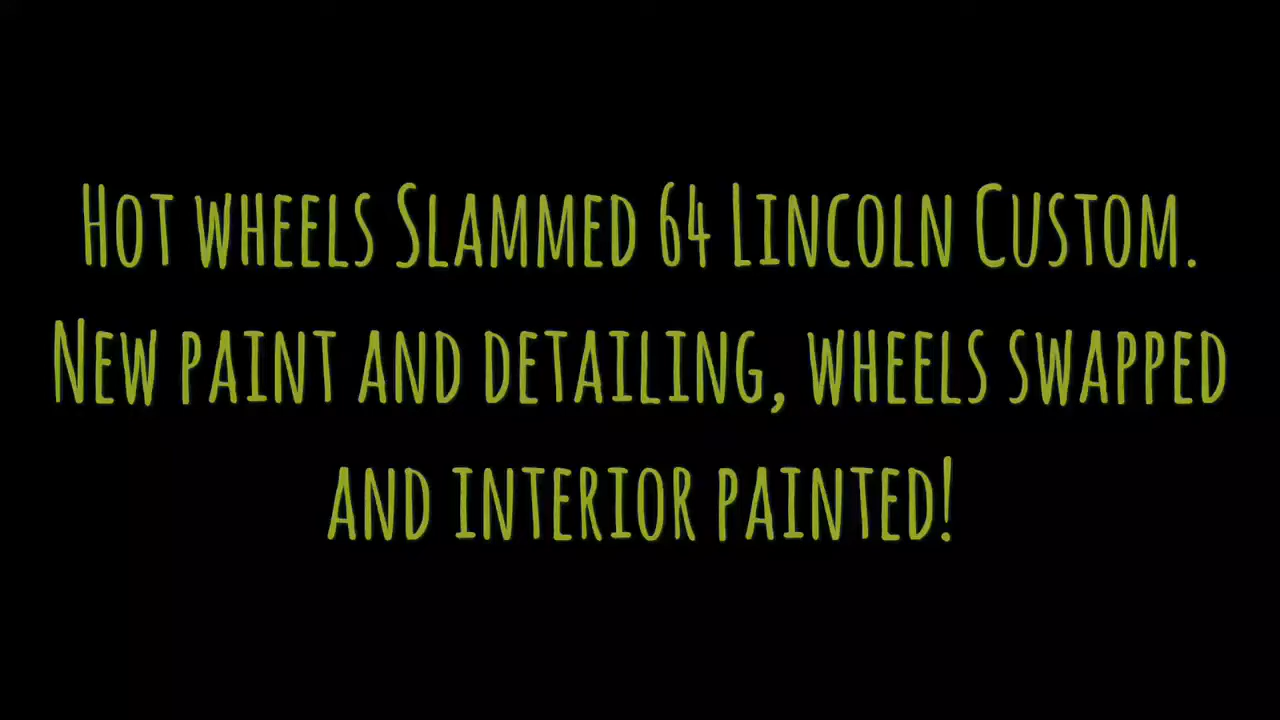 Hot wheels Slammed 64 Lincoln Custom.
New paint and detailing, wheels swapped
and interior painted!